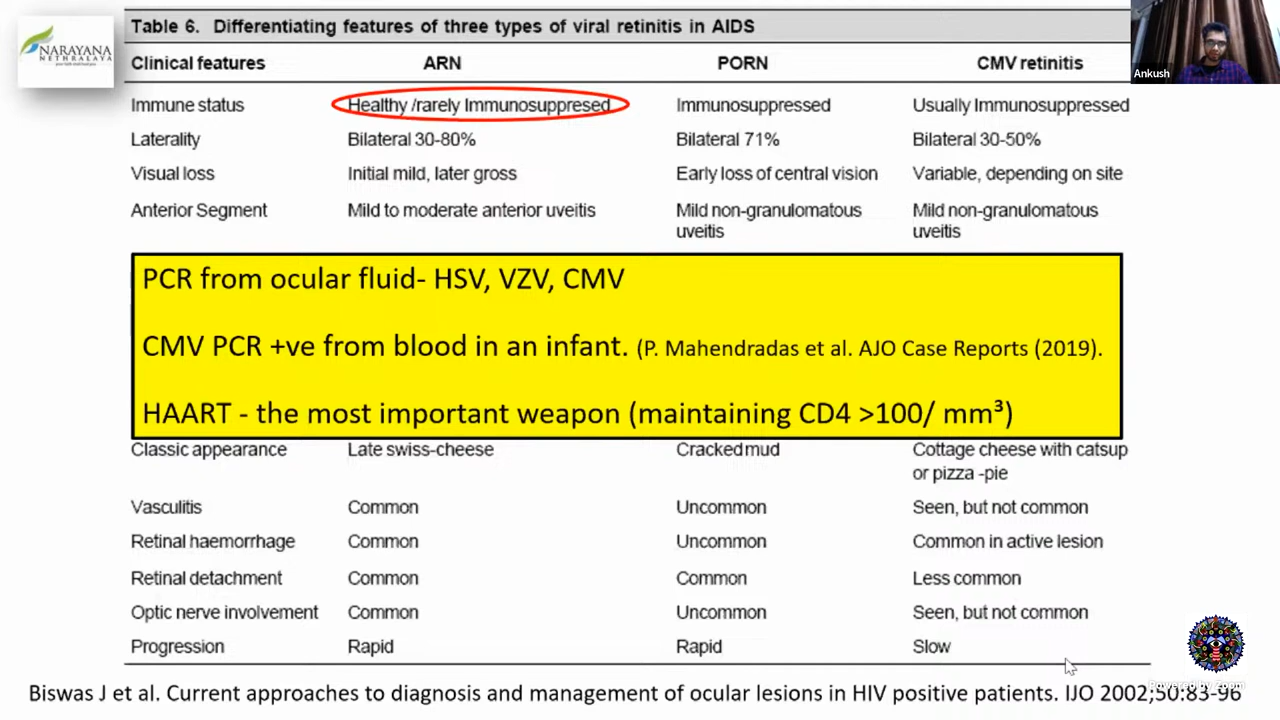 NARAYANA
NETHRALAYA
Table 6. Differentiating features of three types of viral retinitis in AIDS
Ankush
Clinical features ARN PORN CMV retinitis
Immune status Healthy /rarely Immunosuppresed Immunosuppressed Usually Immunosuppressed
Laterality Bilateral 30-80% Bilateral 71% Bilateral 30-50%
Visual loss Initial mild, later gross Early loss of central vision Variable, depending on site
Anterior Segment Mild to moderate anterior uveitis Mild non-granulomatous Mild non-granulomatous
uveitis uveitis
PCR from ocular fluid- HSV, VZV, CMV
CMV PCR +ve from blood in an infant. (P. Mahendradas et al. AJO Case Reports (2019).
HAART - the most important weapon (maintaining CD4 >100/ mm³)
Classic appearance Late swiss-cheese Cracked mud Cottage cheese with catsup
or pizza -pie
Vasculitis Common Uncommon Seen, but not common
Retinal haemorrhage Common Uncommon Common in active lesion
Retinal detachment Common Common Less common
Optic nerve involvement Common Uncommon Seen, but not common
Progression Rapid Rapid Slow
Powered by Zoom
Biswas J et al. Current approaches to diagnosis and management of ocular lesions in HIV positive patients. IJO 2002;50:83-96